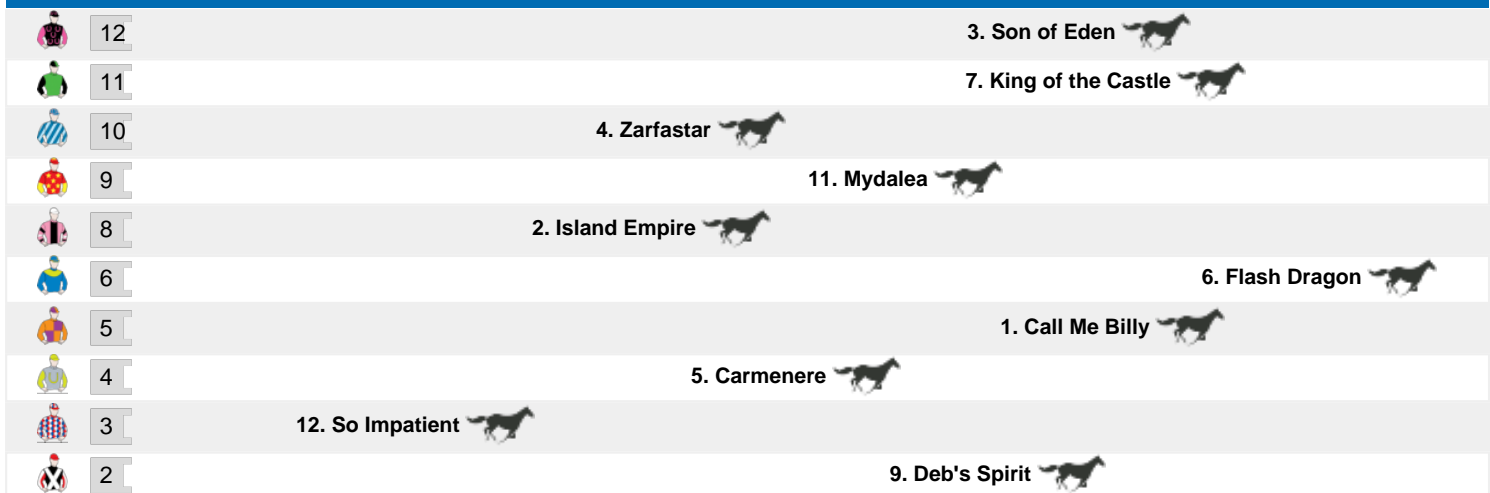 12 3. Son of Eden
11 7. King of the Castle
10 4. Zarfastar
9 11. Mydalea
8 2. Island Empire
6 6. Flash Dragon
5 1. Call Me Billy
4 5. Carmenere
3 12. So Impatient
2 9. Deb's Spirit